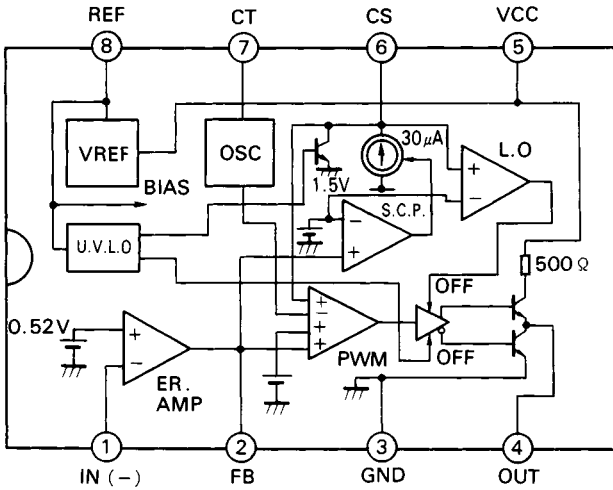 REF CT CS VCC
8 7 6 5
VREF OSC 30μA L.O
+
−
BIAS 1.5V S.C.P.
U.V.L.O −
+
500Ω
OFF
0.52V + +
−
+
+
− PWM OFF
ER.
AMP
1 2 3 4
IN (−) FB GND OUT